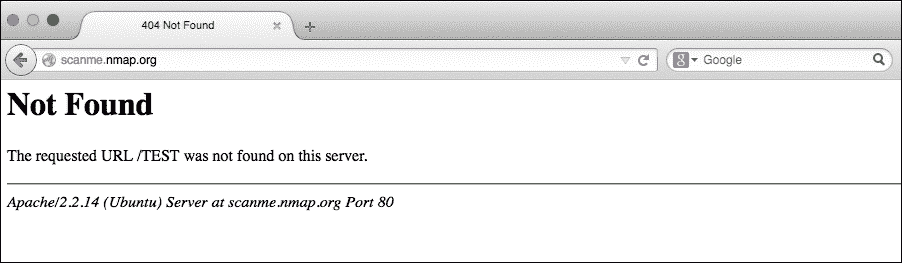 404 Not Found
scanme.nmap.org
Google
Not Found
The requested URL /TEST was not found on this server.
Apache/2.2.14 (Ubuntu) Server at scanme.nmap.org Port 80